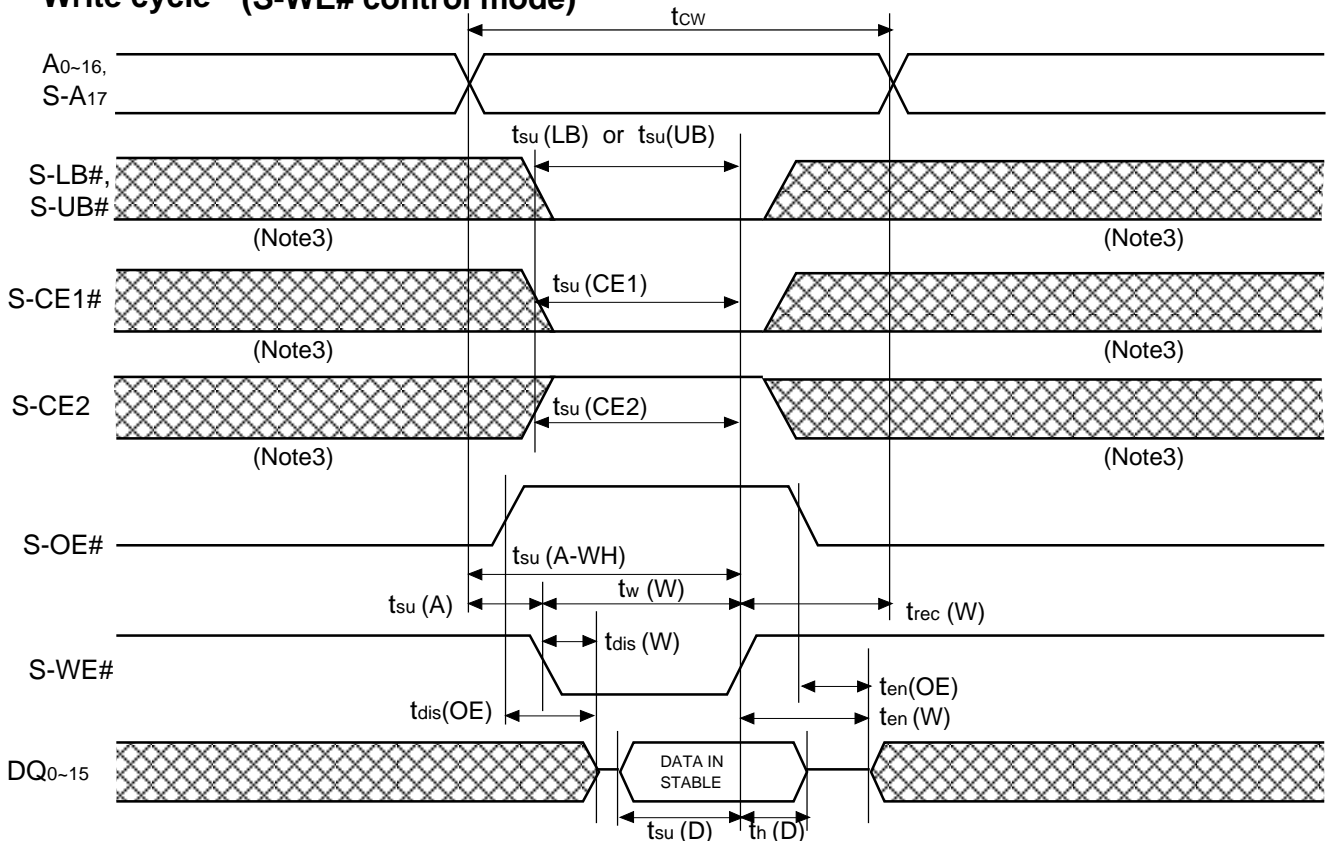 Write cycle (S-WE# control mode)
tCW
A0~16,
S-A17
tsu (LB) or tsu(UB)
S-LB#,
S-UB#
(Note3)
(Note3)
S-CE1#
tsu (CE1)
(Note3)
(Note3)
S-CE2
tsu (CE2)
(Note3)
(Note3)
S-OE#
tsu (A-WH)
tsu (A)
tw (W)
trec (W)
S-WE#
tdis (W)
tdis(OE)
ten(OE)
ten (W)
DQ0~15
DATA IN
STABLE
tsu (D)
th (D)